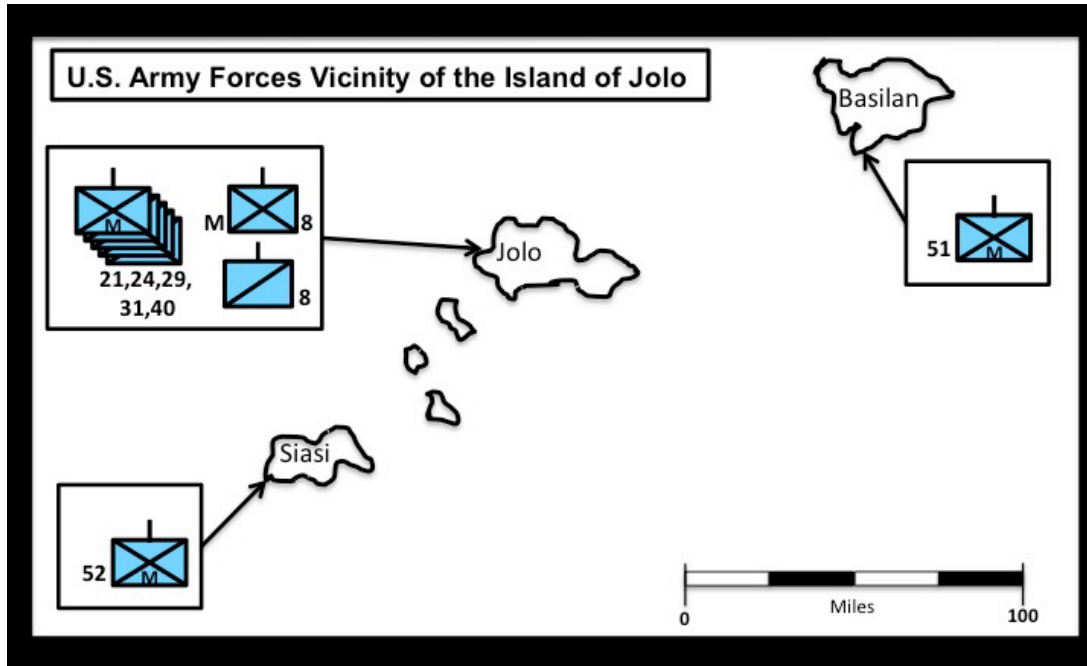 U.S. Army Forces Vicinity of the Island of Jolo
Basilan
M
M 8
21,24,29,
31,40
8
Jolo
51
M
Siasi
52
M
0 Miles 100